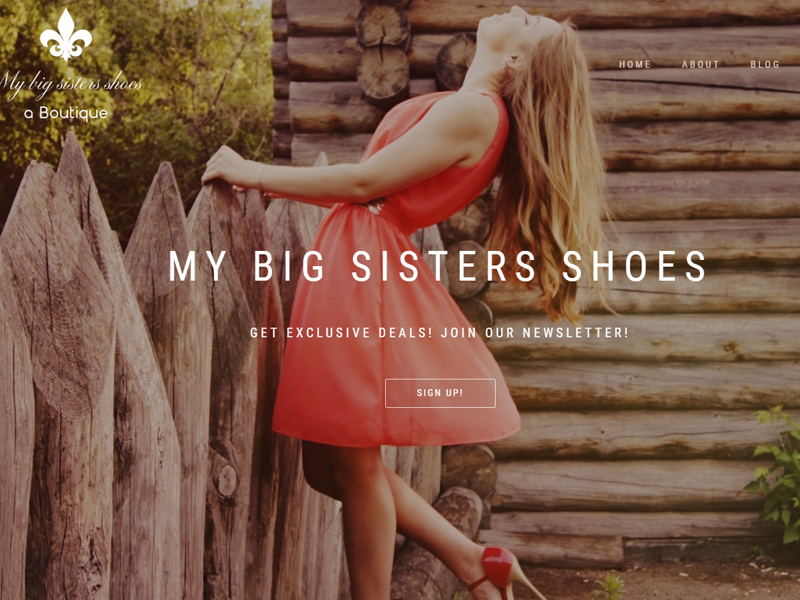 My big sisters shoes
a Boutique
HOME ABOUT BLOG
MY BIG SISTERS SHOES
GET EXCLUSIVE DEALS! JOIN OUR NEWSLETTER!
SIGN UP!